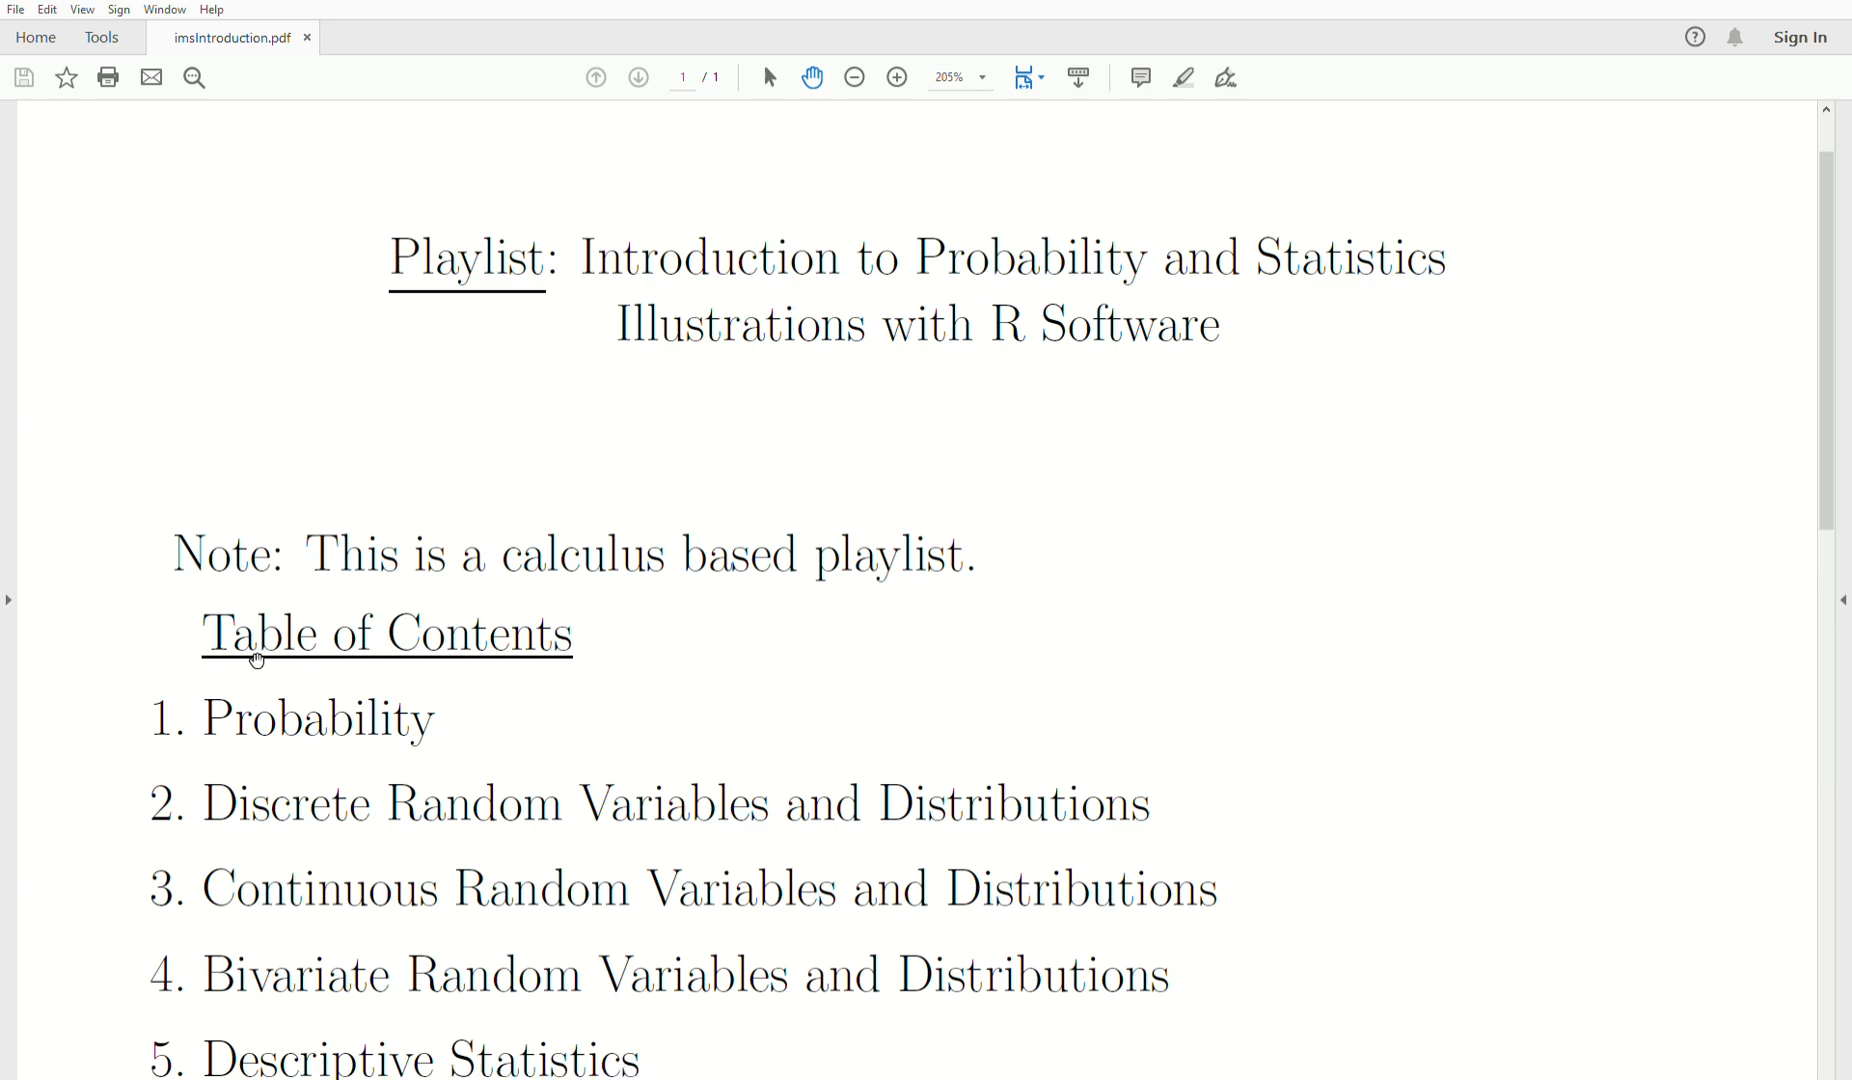 File Edit View Sign Window Help
Home Tools imsIntroduction.pdf × ? Sign In
1 / 1 205%
Playlist: Introduction to Probability and Statistics
Illustrations with R Software
Note: This is a calculus based playlist.
Table of Contents
1. Probability
2. Discrete Random Variables and Distributions
3. Continuous Random Variables and Distributions
4. Bivariate Random Variables and Distributions
5. Descriptive Statistics